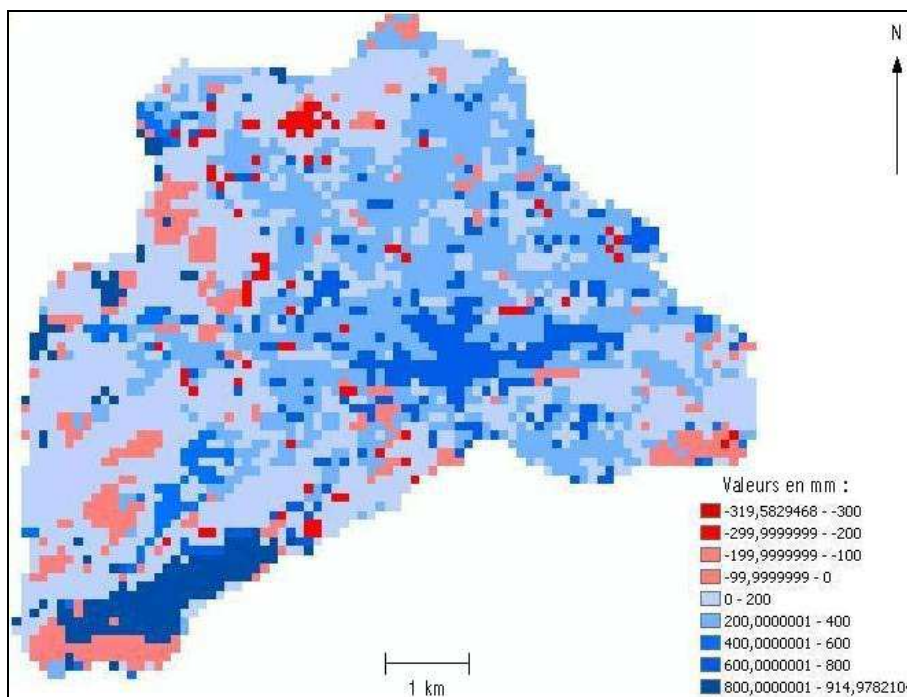 N
Valeurs en mm :
-319,5829468 - -300
-299,9999999 - -200
-199,9999999 - -100
-99,9999999 - 0
0 - 200
200,0000001 - 400
400,0000001 - 600
600,0000001 - 800
800,0000001 - 914,9782104
1 km